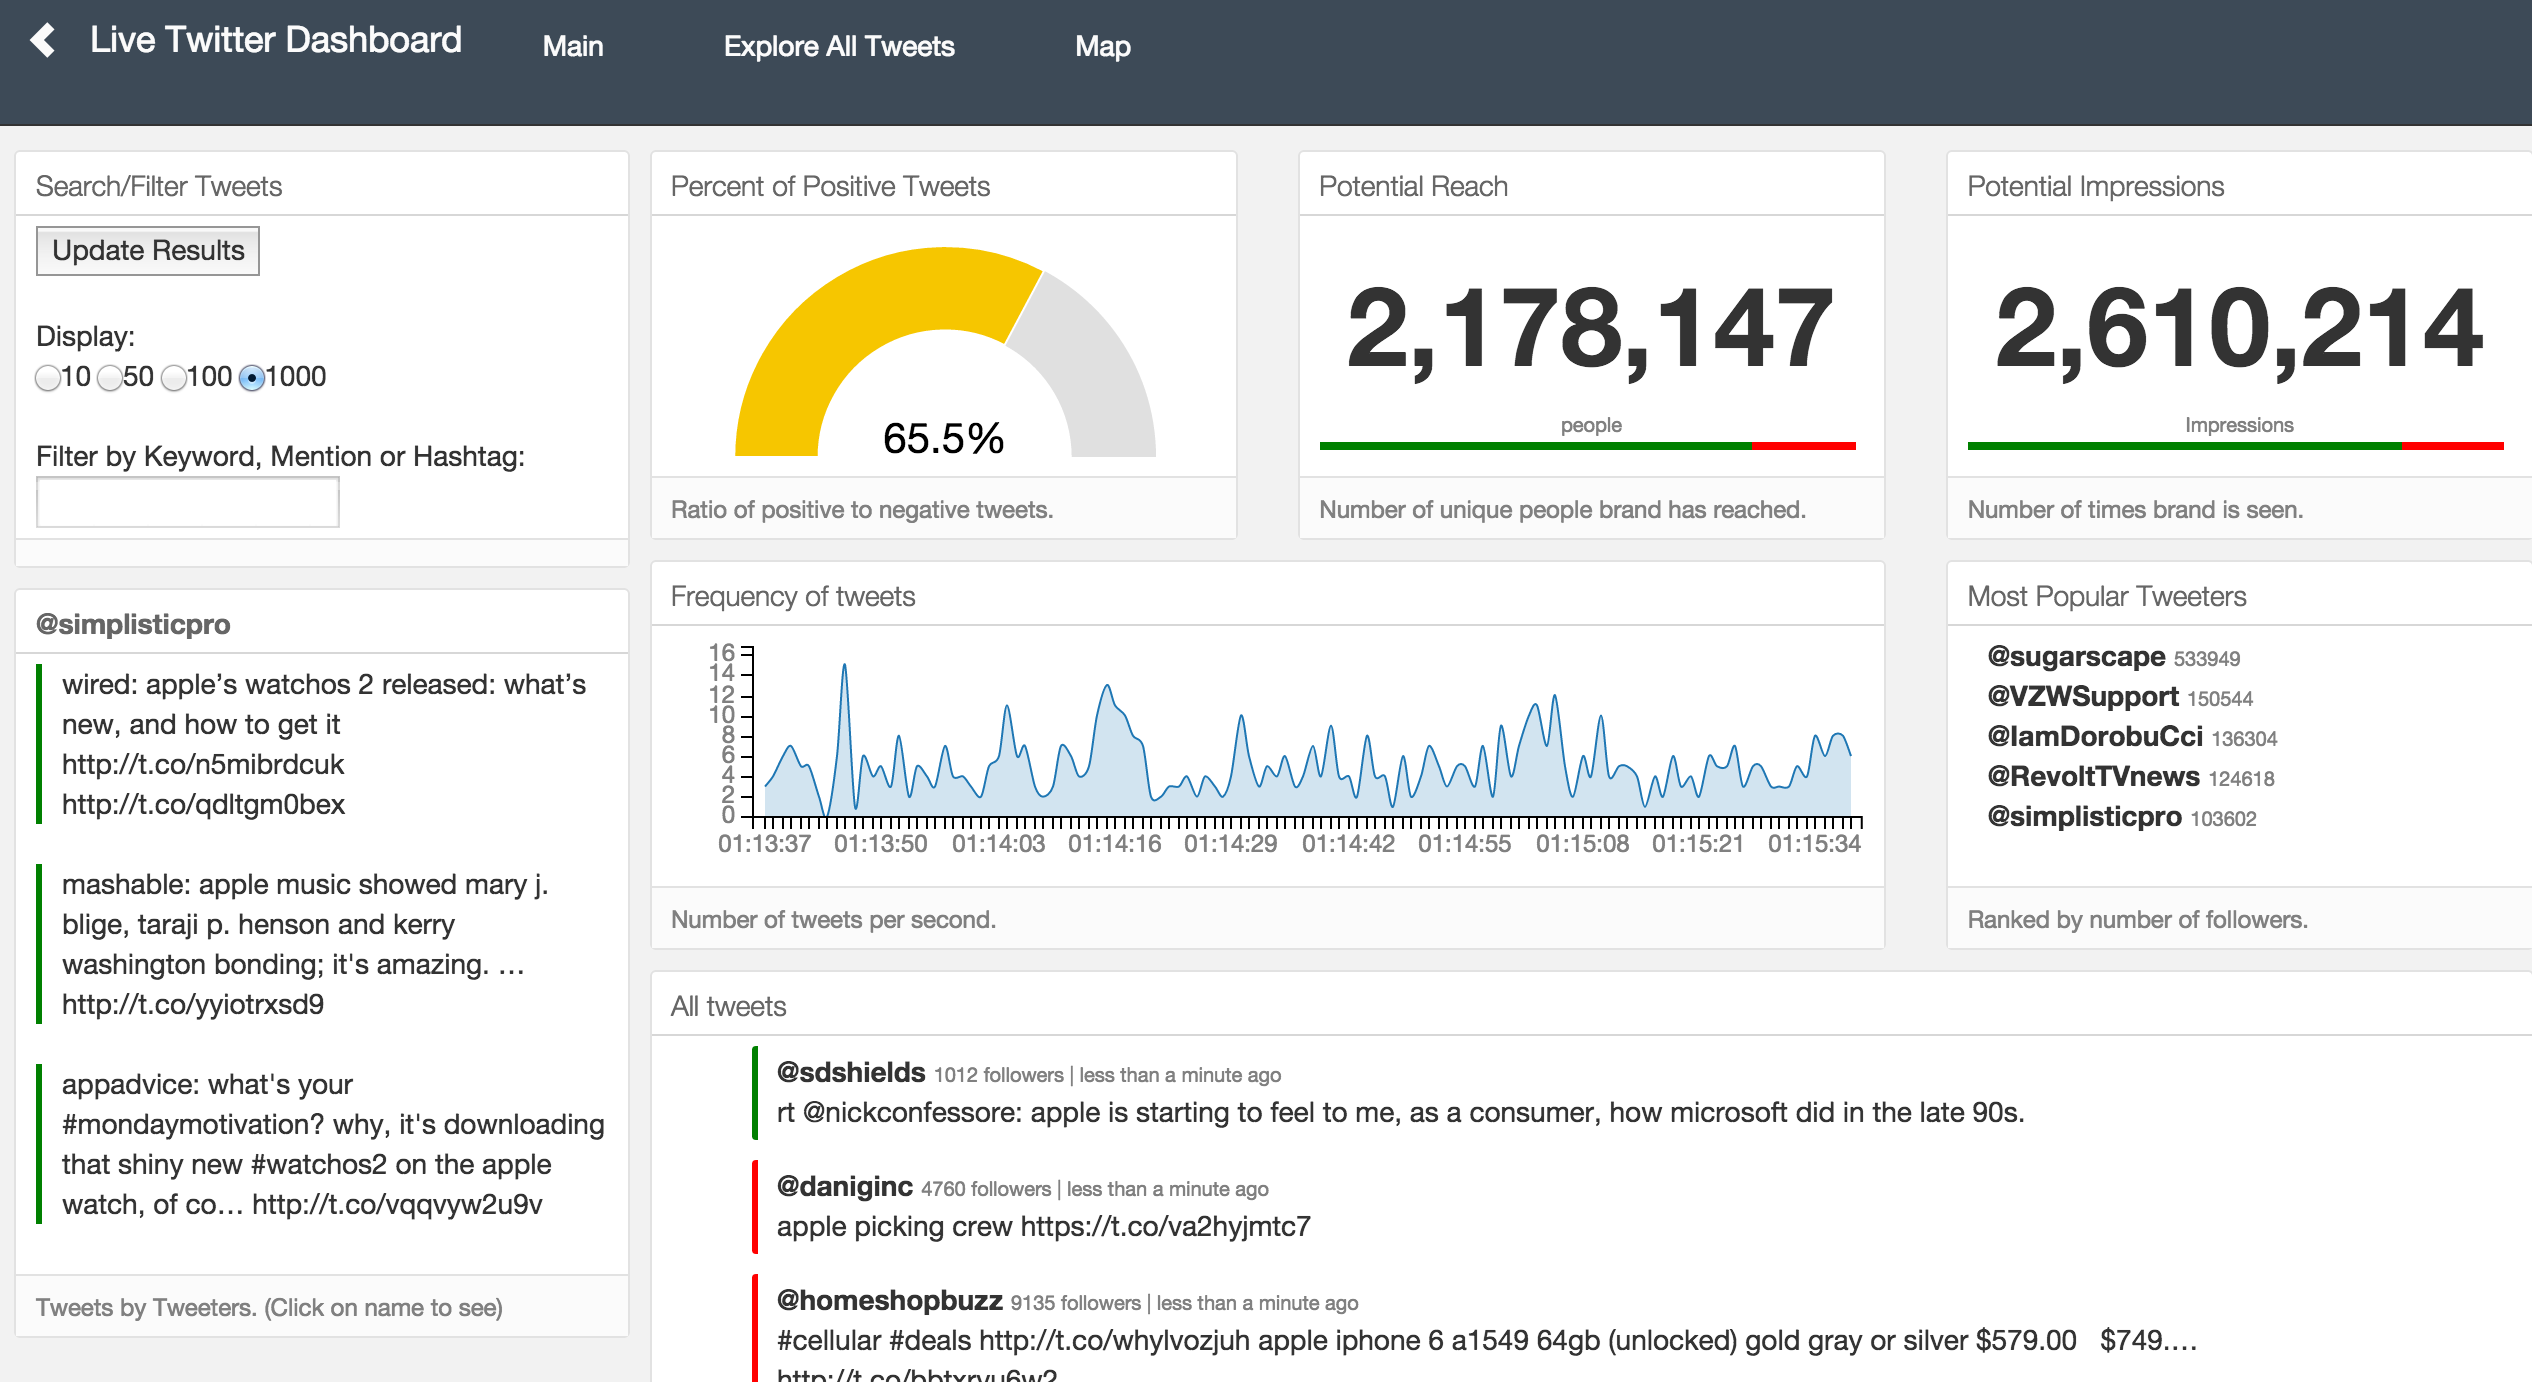 Live Twitter Dashboard
Main
Explore All Tweets
Map
Search/Filter Tweets
Update Results
Display:
10 50 100 1000
Filter by Keyword, Mention or Hashtag:
Percent of Positive Tweets
65.5%
Ratio of positive to negative tweets.
Potential Reach
2,178,147
people
Number of unique people brand has reached.
Potential Impressions
2,610,214
Impressions
Number of times brand is seen.
@simplisticpro
wired: apple’s watchos 2 released: what’s
new, and how to get it
http://t.co/n5mibrdcuk
http://t.co/qdltgm0bex
mashable: apple music showed mary j.
blige, taraji p. henson and kerry
washington bonding; it's amazing. …
http://t.co/yyiotrxsd9
appadvice: what's your
#mondaymotivation? why, it's downloading
that shiny new #watchos2 on the apple
watch, of co… http://t.co/vqqvyw2u9v
Tweets by Tweeters. (Click on name to see)
Frequency of tweets
16
14
12
10
8
6
4
2
0
01:13:37 01:13:50 01:14:03 01:14:16 01:14:29 01:14:42 01:14:55 01:15:08 01:15:21 01:15:34
Number of tweets per second.
Most Popular Tweeters
@sugarscape 533949
@VZWSupport 150544
@IamDorobuCci 136304
@RevoltTVnews 124618
@simplisticpro 103602
Ranked by number of followers.
All tweets
@sdshields 1012 followers | less than a minute ago
rt @nickconfessore: apple is starting to feel to me, as a consumer, how microsoft did in the late 90s.
@daniginc 4760 followers | less than a minute ago
apple picking crew https://t.co/va2hyjmtc7
@homeshopbuzz 9135 followers | less than a minute ago
#cellular #deals http://t.co/whylvozjuh apple iphone 6 a1549 64gb (unlocked) gold gray or silver $579.00 $749.…